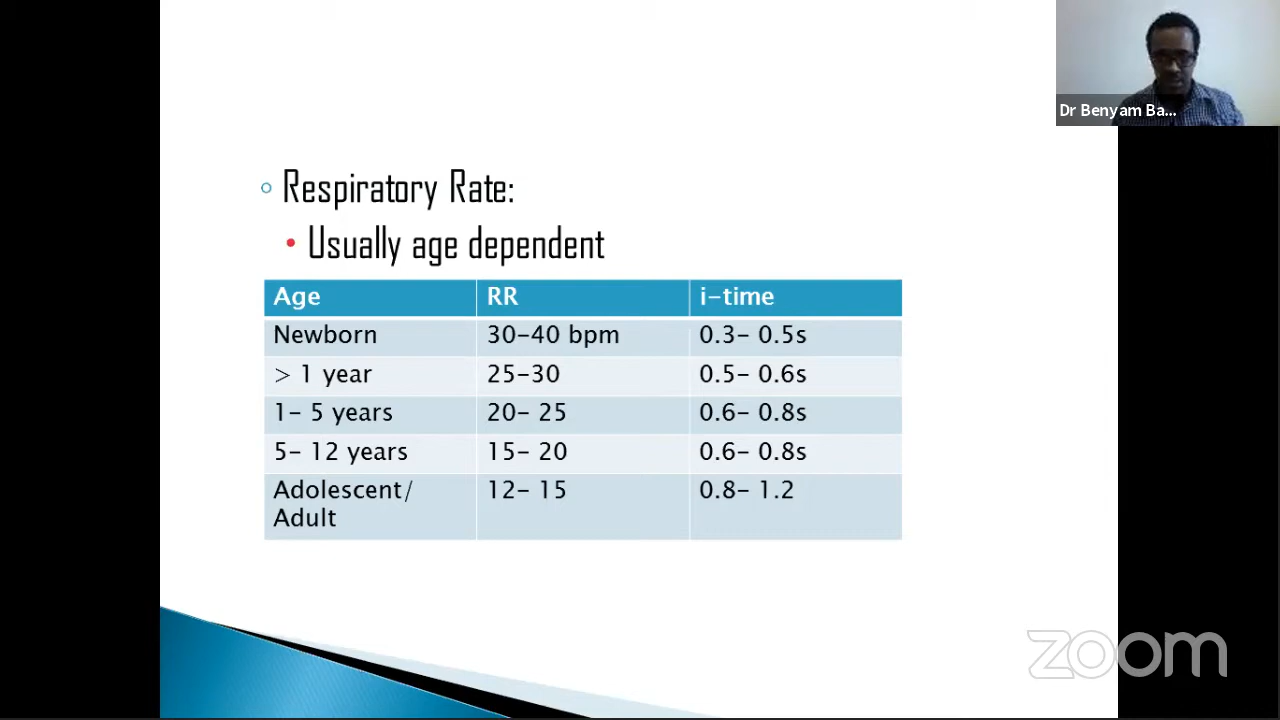 Dr Benyam Ba...
Respiratory Rate:
Usually age dependent
Age RR i-time
Newborn 30-40 bpm 0.3- 0.5s
> 1 year 25-30 0.5- 0.6s
1- 5 years 20- 25 0.6- 0.8s
5- 12 years 15- 20 0.6- 0.8s
Adolescent/ 12- 15 0.8- 1.2
Adult
zoom